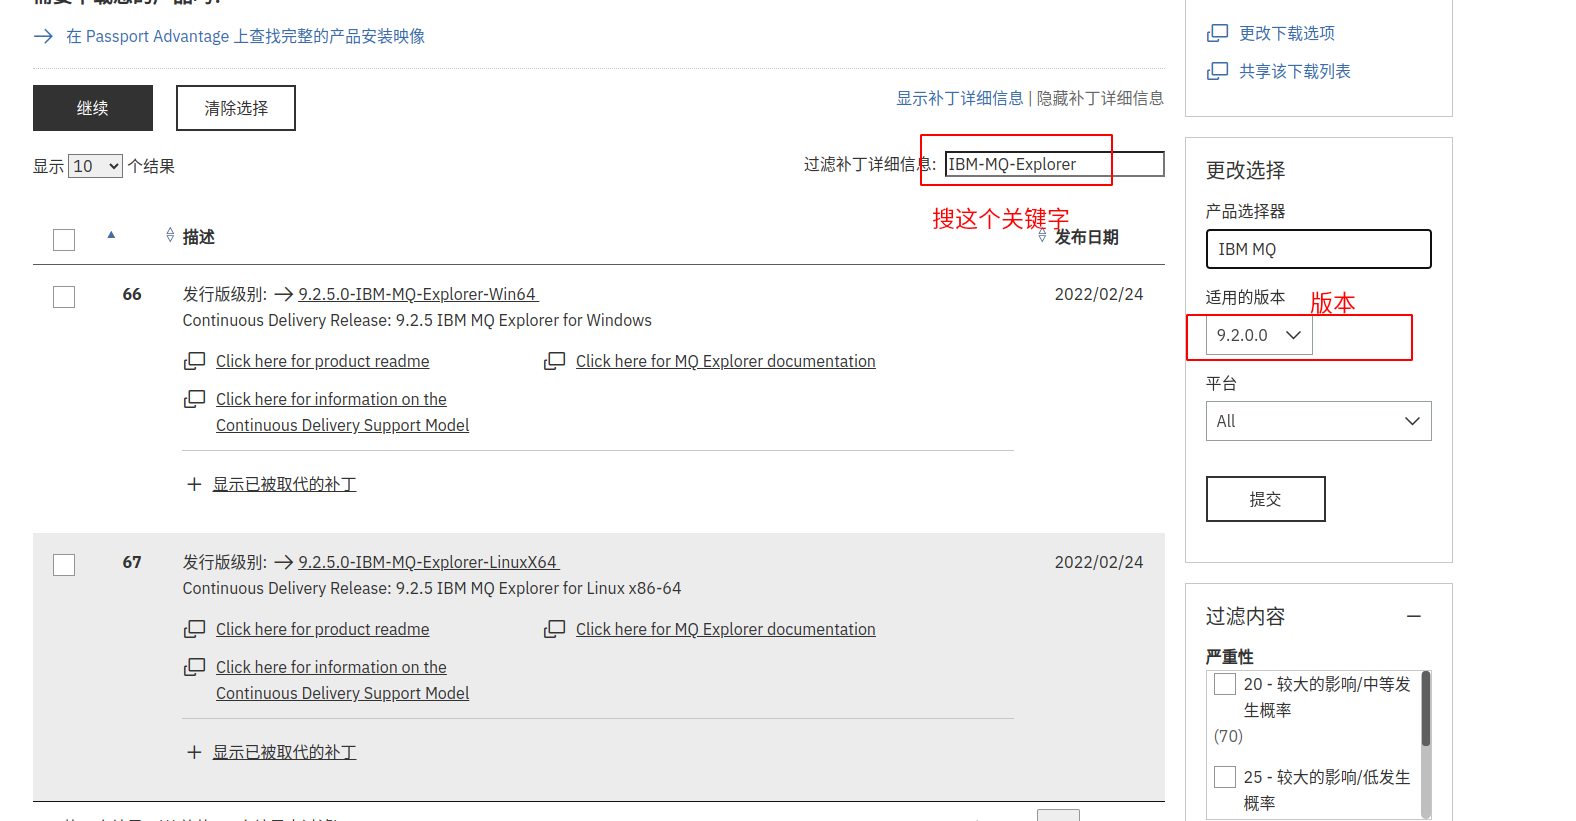 在 Passport Advantage 上查找完整的产品安装映像
继续
清除选择
显示补丁详细信息 | 隐藏补丁详细信息
显示 10 个结果
过滤补丁详细信息: IBM-MQ-Explorer
搜这个关键字
描述
发布日期
66
发行版级别: 9.2.5.0-IBM-MQ-Explorer-Win64
2022/02/24
Continuous Delivery Release: 9.2.5 IBM MQ Explorer for Windows
Click here for product readme
Click here for MQ Explorer documentation
Click here for information on the
Continuous Delivery Support Model
显示已被取代的补丁
67
发行版级别: 9.2.5.0-IBM-MQ-Explorer-LinuxX64
2022/02/24
Continuous Delivery Release: 9.2.5 IBM MQ Explorer for Linux x86-64
Click here for product readme
Click here for MQ Explorer documentation
Click here for information on the
Continuous Delivery Support Model
显示已被取代的补丁
更改下载选项
共享该下载列表
更改选择
产品选择器
IBM MQ
适用的版本
版本
9.2.0.0
平台
All
提交
过滤内容
严重性
20 - 较大的影响/中等发
生概率
(70)
25 - 较大的影响/低发生
概率